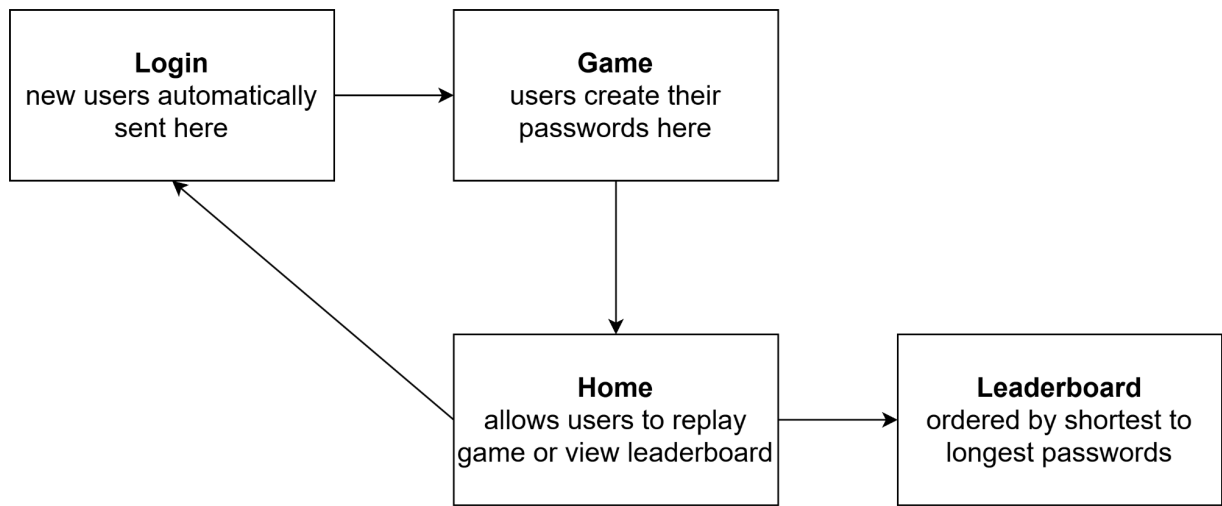 Login
new users automatically
sent here
Game
users create their
passwords here
Home
allows users to replay
game or view leaderboard
Leaderboard
ordered by shortest to
longest passwords